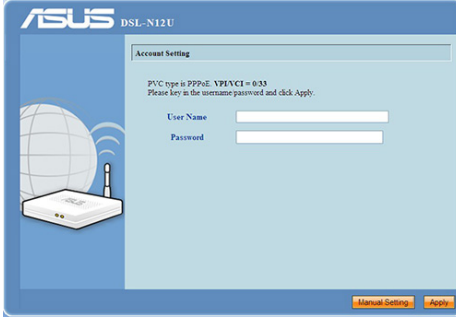 ASUS DSL-N12U
Account Setting
PVC type is PPPoE. VPI/VCI = 0/33
Please key in the username/password and click Apply.
User Name
Password
Manual Setting Apply